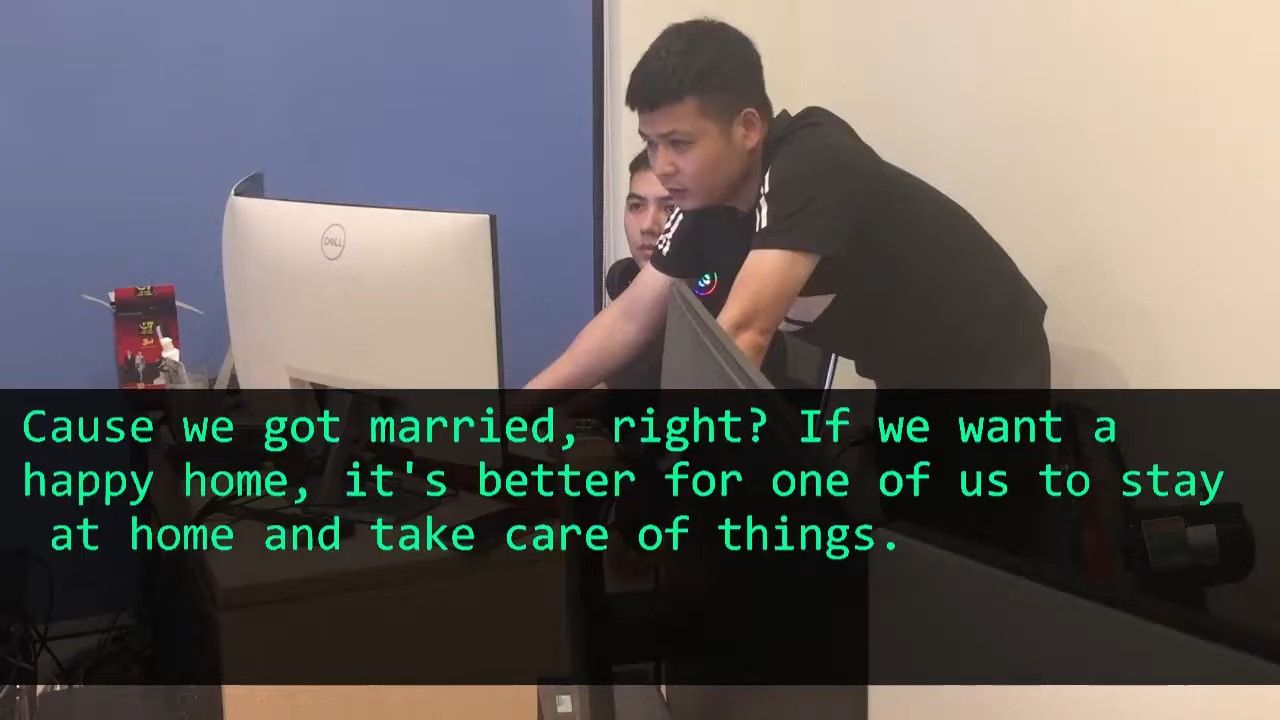 DELL
Cause we got married, right? If we want a
happy home, it's better for one of us to stay
at home and take care of things.